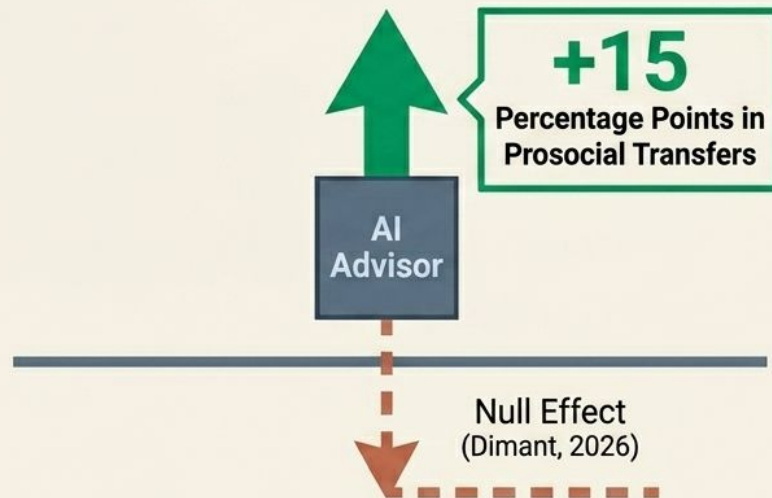 +15
Percentage Points in
Prosocial Transfers
AI
Advisor
Null Effect
(Dimant, 2026)